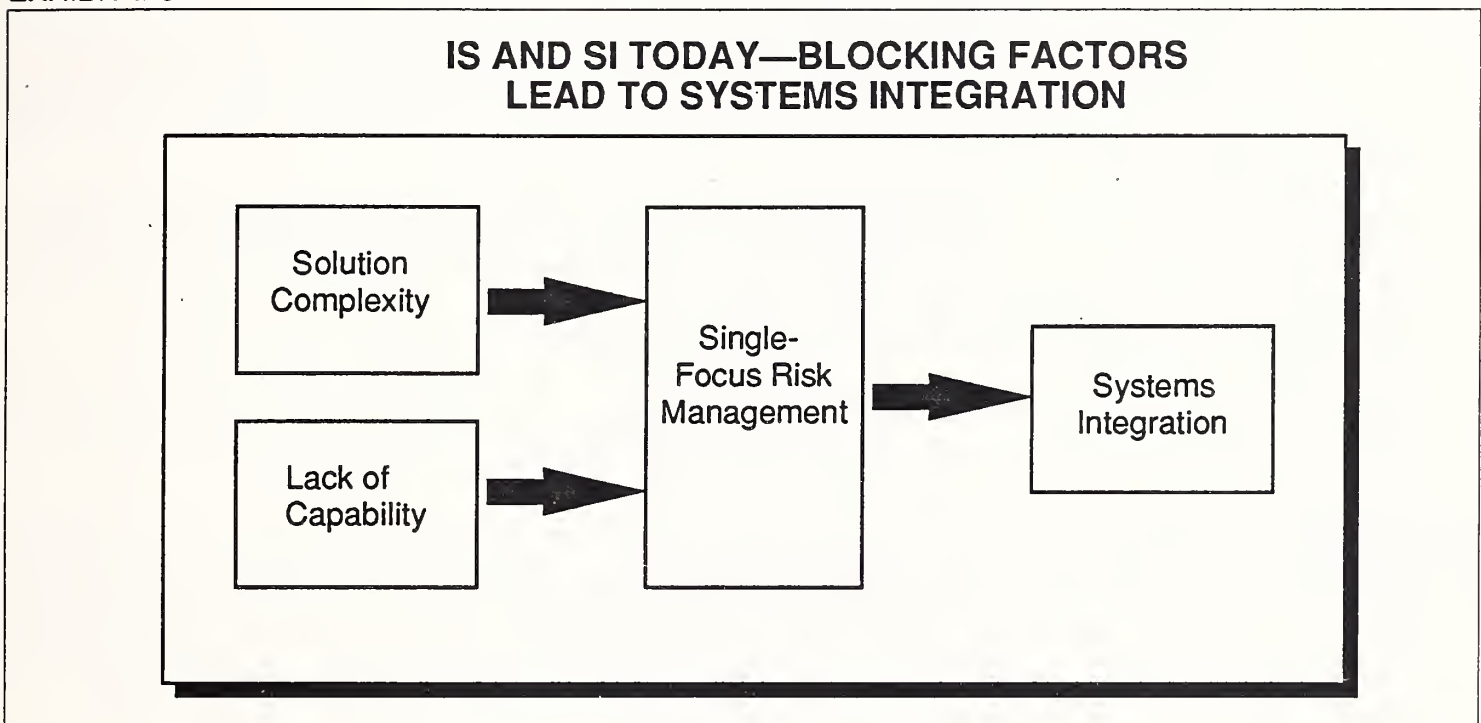 IS AND SI TODAY—BLOCKING FACTORS
LEAD TO SYSTEMS INTEGRATION
Solution
Complexity
Lack of
Capability
Single-
Focus Risk
Management
Systems
Integration